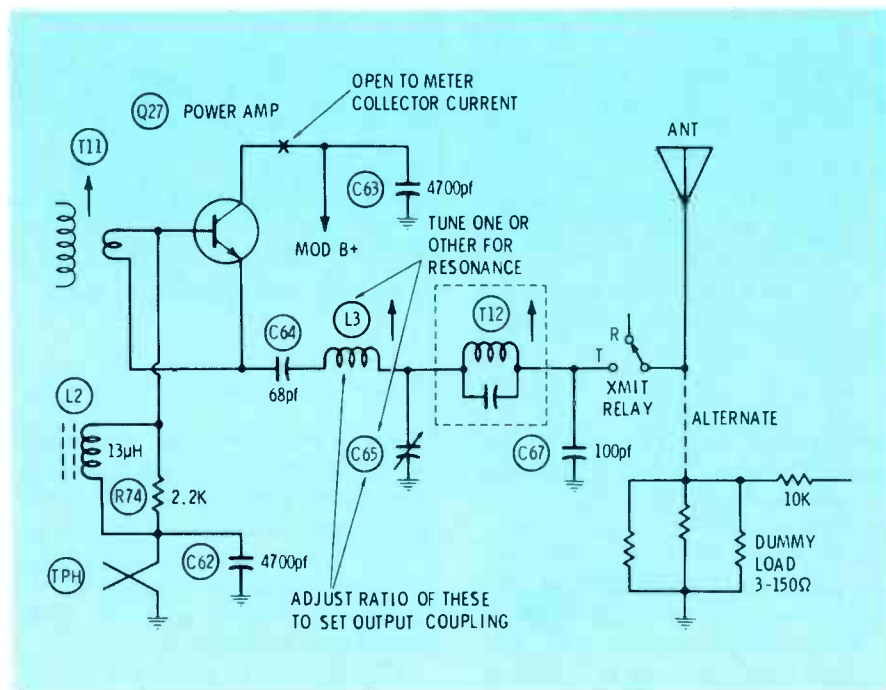 OPEN TO METER
COLLECTOR CURRENT
Q27 POWER AMP
T11
ANT
C63 4700pf
TUNE ONE OR
OTHER FOR
RESONANCE
MOD B+
T12
L3
C64
R
68pf
T
XMIT
RELAY
L2
ALTERNATE
13μH
C65
C67 100pf
R74 2.2K
10K
DUMMY
LOAD
3-150Ω
TPH
C62 4700pf
ADJUST RATIO OF THESE
TO SET OUTPUT COUPLING